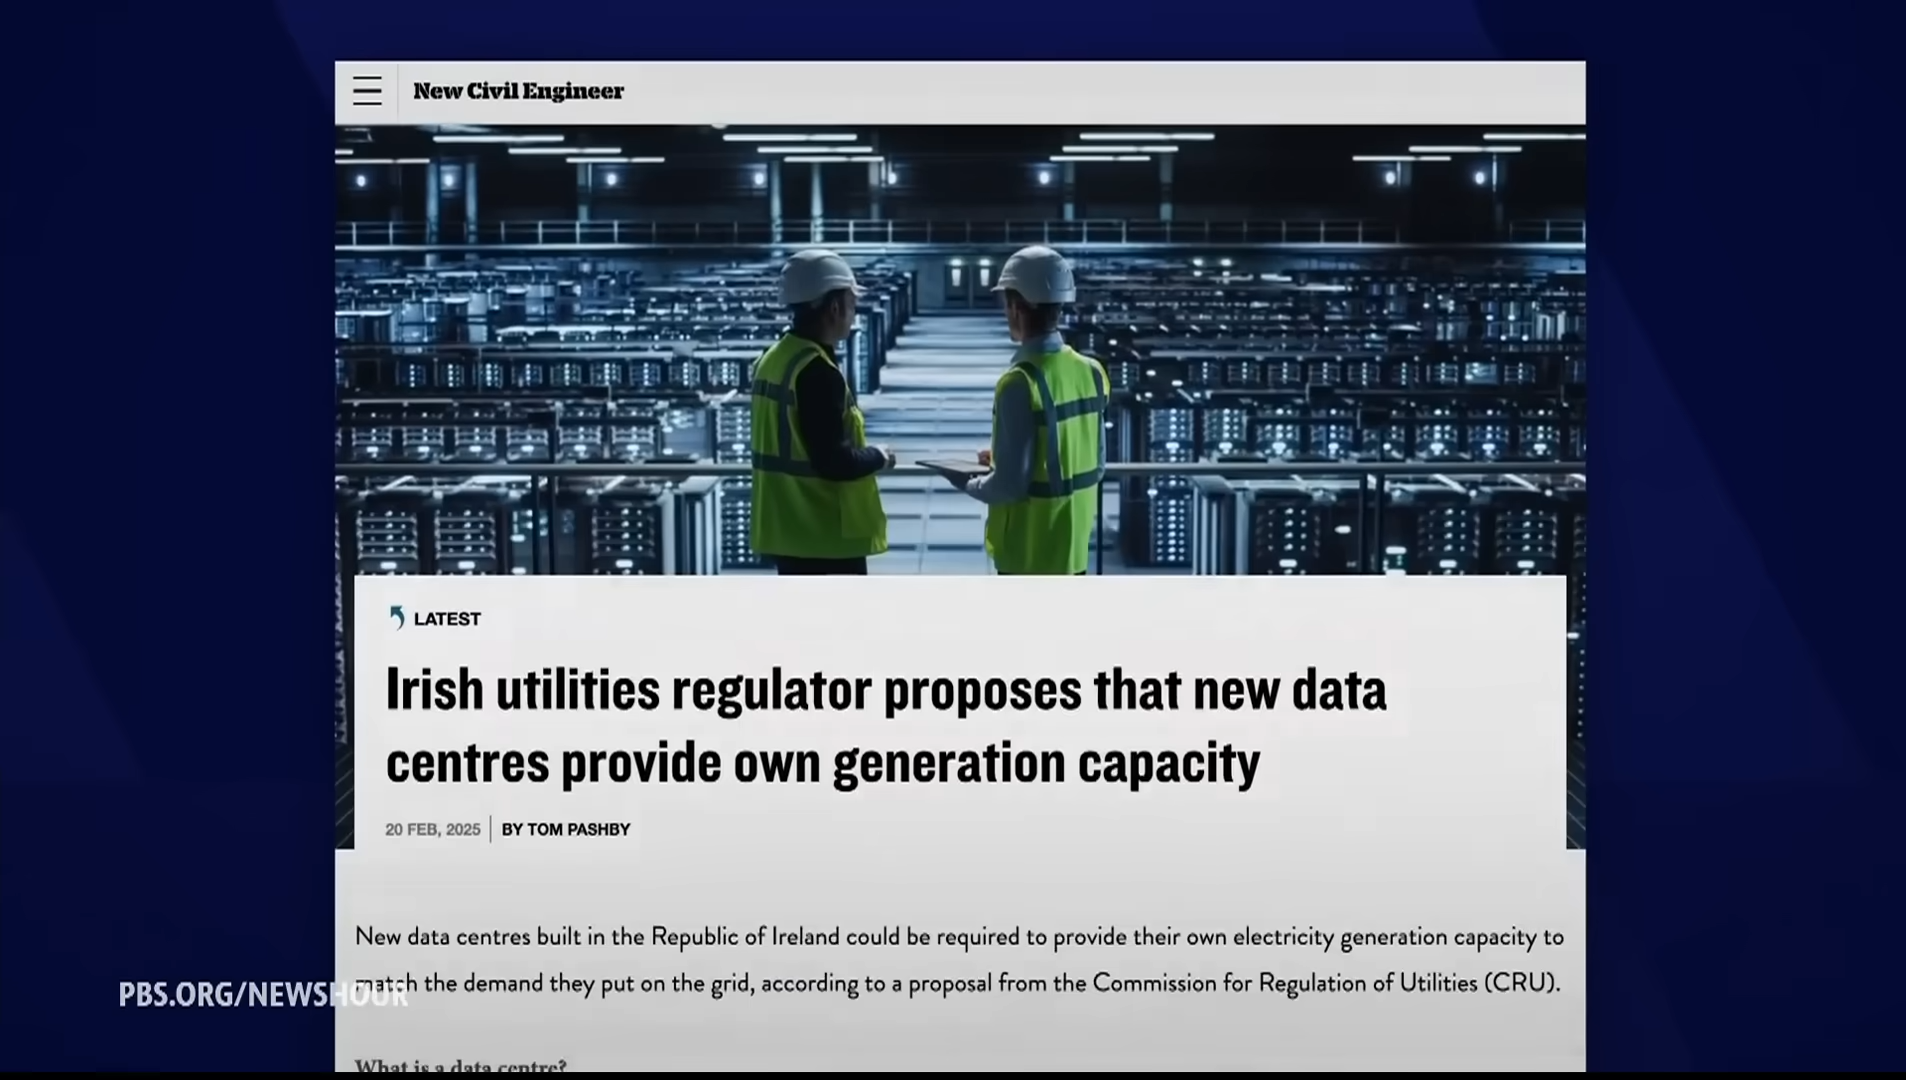 New Civil Engineer
LATEST
Irish utilities regulator proposes that new data
centres provide own generation capacity
20 FEB, 2025 | BY TOM PASHBY
New data centres built in the Republic of Ireland could be required to provide their own electricity generation capacity to
match the demand they put on the grid, according to a proposal from the Commission for Regulation of Utilities (CRU).
PBS.ORG/NEWSHOUR
What is a data centre?